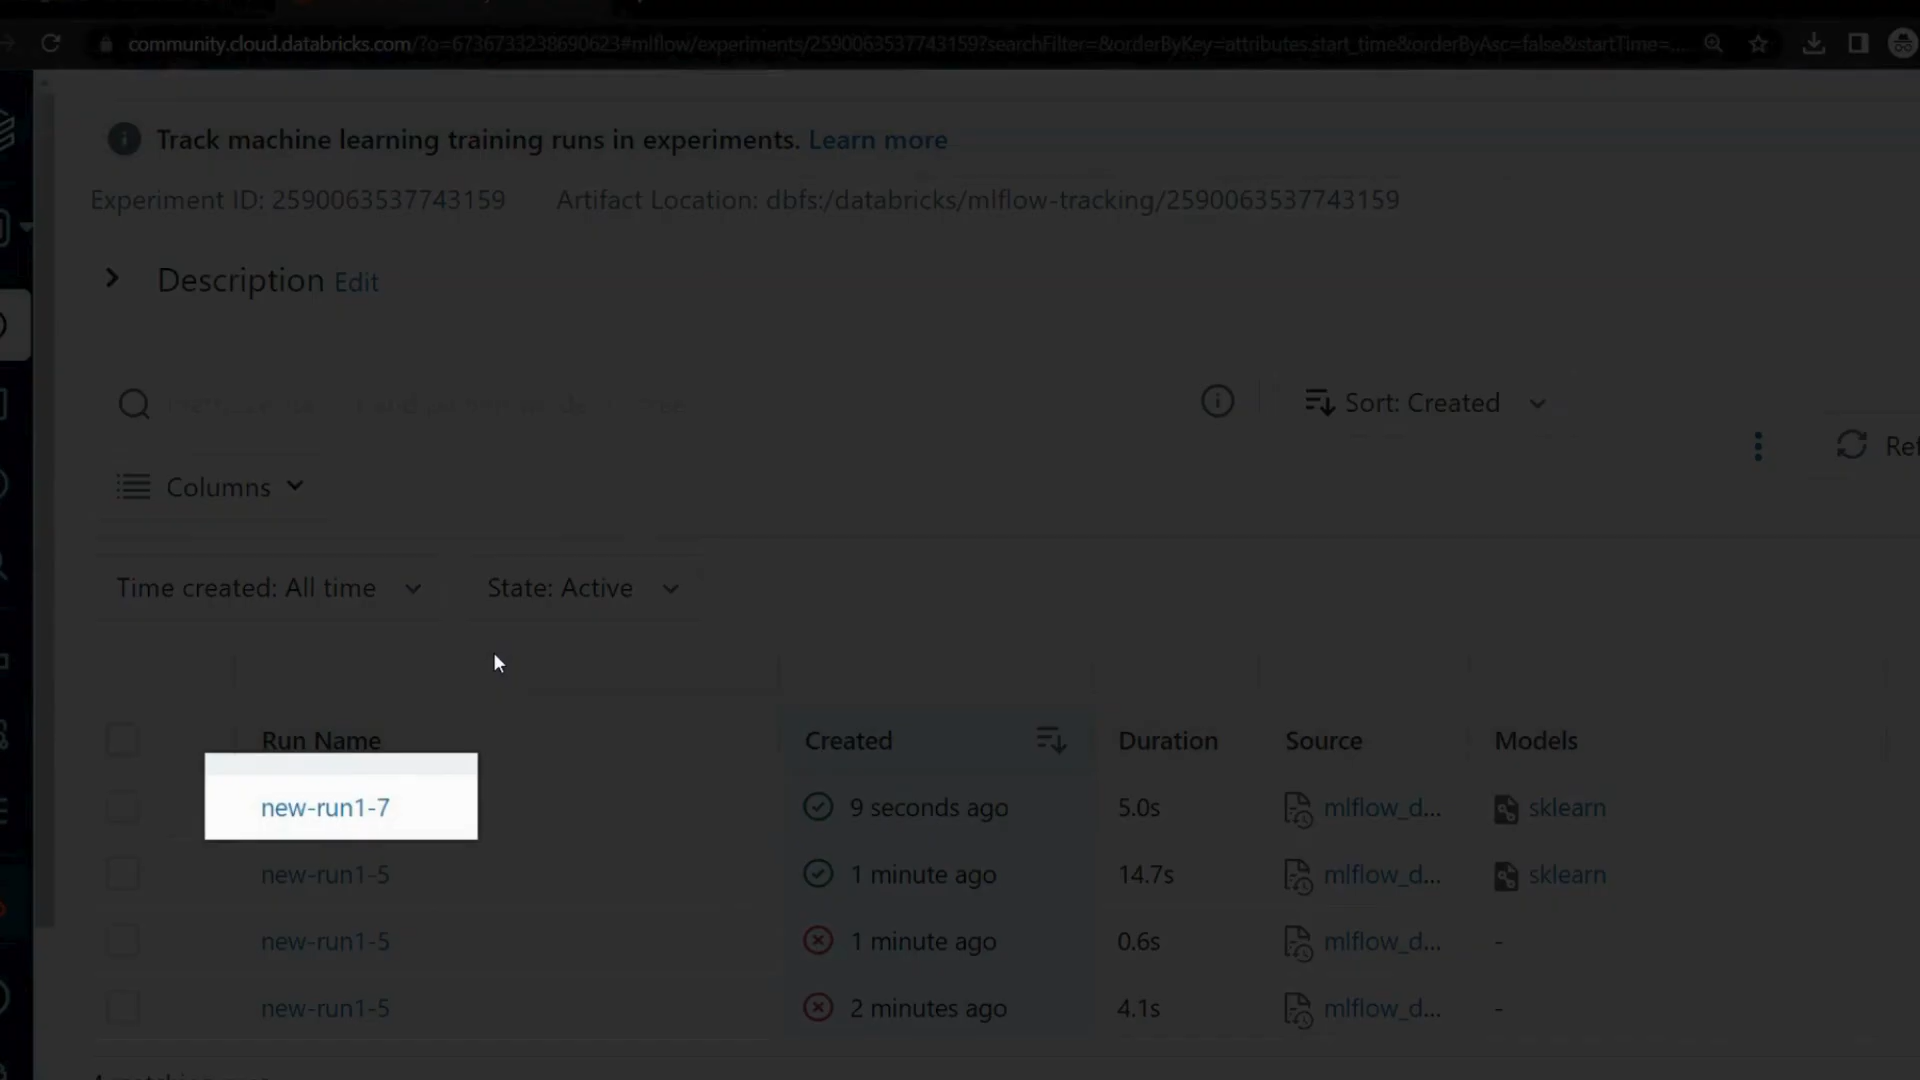 community.cloud.databricks.com/?o=6736733238690623#mlflow/experiments/2590063537743159?searchFilter=&orderByKey=attributes.start_time&orderByAsc=false&startTime=...
Track machine learning training runs in experiments. Learn more
Experiment ID: 2590063537743159 Artifact Location: dbfs:/databricks/mlflow-tracking/2590063537743159
Description Edit
Sort: Created
Ref
Columns
Time created: All time State: Active
Run Name Created Duration Source Models
new-run1-7 9 seconds ago 5.0s mlflow_d... sklearn
new-run1-5 1 minute ago 14.7s mlflow_d... sklearn
new-run1-5 1 minute ago 0.6s mlflow_d... -
new-run1-5 2 minutes ago 4.1s mlflow_d... -